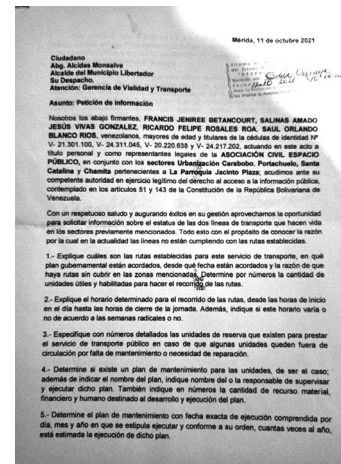 Mérida, 11 de octubre 2021
Ciudadano
Abg. Alcides Monsalve
Alcalde del Municipio Libertador
Su Despacho.
Atención: Gerencia de Vialidad y Transporte
Asunto: Petición de información
Nosotros los abajo firmantes, FRANCIS JENIREE BETANCOURT, SALINAS AMADO
JESÚS VIVAS GONZALEZ, RICARDO FELIPE ROSALES ROA, SAUL ORLANDO
BLANCO RIOS, venezolanos, mayores de edad y titulares de la cédulas de identidad Nº
V- 21.301.100, V- 24.311.045, V- 20.220.638 y V- 24.217.202, actuando en este acto a
título personal y como representantes legales de la ASOCIACIÓN CIVIL ESPACIO
PÚBLICO, en conjunto con los sectores Urbanización Carabobo, Portachuelo, Santa
Catalina y Chamita pertenecientes a La Parroquia Jacinto Plaza; acudimos ante su
competente autoridad en ejercicio legítimo del derecho al acceso a la información pública,
contemplado en los artículos 51 y 143 de la Constitución de la República Bolivariana de
Venezuela.
Con un respetuoso saludo y augurando éxitos en su gestión aprovechamos la oportunidad
para solicitar información sobre el estatus de las dos líneas de transporte que hacen vida
en los sectores previamente mencionados. Todo esto con el propósito de conocer la razón
por la cual en la actualidad las líneas no están cumpliendo con las rutas establecidas.
1.- Explique cuáles son las rutas establecidas para este servicio de transporte, en qué
plan gubernamental están acordados, desde qué fecha están acordados y la razón de que
haya rutas sin cubrir en las zonas mencionadas. Determine por números la cantidad de
unidades útiles y habilitadas para hacer el recorrido de las rutas.
2.- Explique el horario determinado para el recorrido de las rutas, desde las horas de inicio
en el día hasta las horas de cierre de la jornada. Además, indique si este horario varía o
no de acuerdo a las semanas radicales o no.
3.- Especifique con números detallados las unidades de reserva que existen para prestar
el servicio de transporte público en caso de que algunas unidades queden fuera de
circulación por falta de mantenimiento o necesidad de reparación.
4.- Determine si existe un plan de mantenimiento para las unidades, de ser el caso;
además de indicar el nombre del plan, indique nombre del o la responsable de supervisar
y ejecutar dicho plan. También indique en números la cantidad de recurso material,
financiero y humano destinado al desarrollo y ejecución del plan.
5.- Determine el plan de mantenimiento con fecha exacta de ejecución comprendida por
día, mes y año en que se estipula ejecutar y conforme a su orden, cuantas veces al año,
está estimada la ejecución de dicho plan.